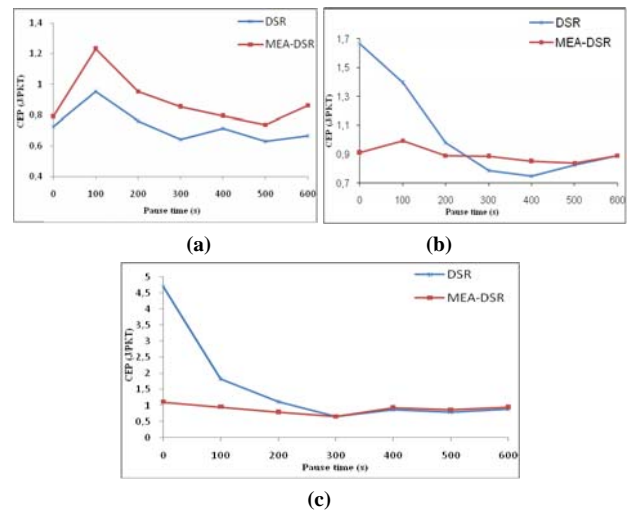 DSR
MEA-DSR
CEP (J\PKT)
1,4
1,2
1
0,8
0,6
0,4
0 100 200 300 400 500 600
Pause time (s)
(a)
DSR
MEA-DSR
CEP (J\PKT)
1,7
1,5
1,3
1,1
0,9
0,7
0 100 200 300 400 500 600
Pause time (s)
(b)
DSR
MEA-DSR
CEP (J\PKT)
5
4,5
4
3,5
3
2,5
2
1,5
1
0,5
0
0 100 200 300 400 500 600
Pause time (s)
(c)